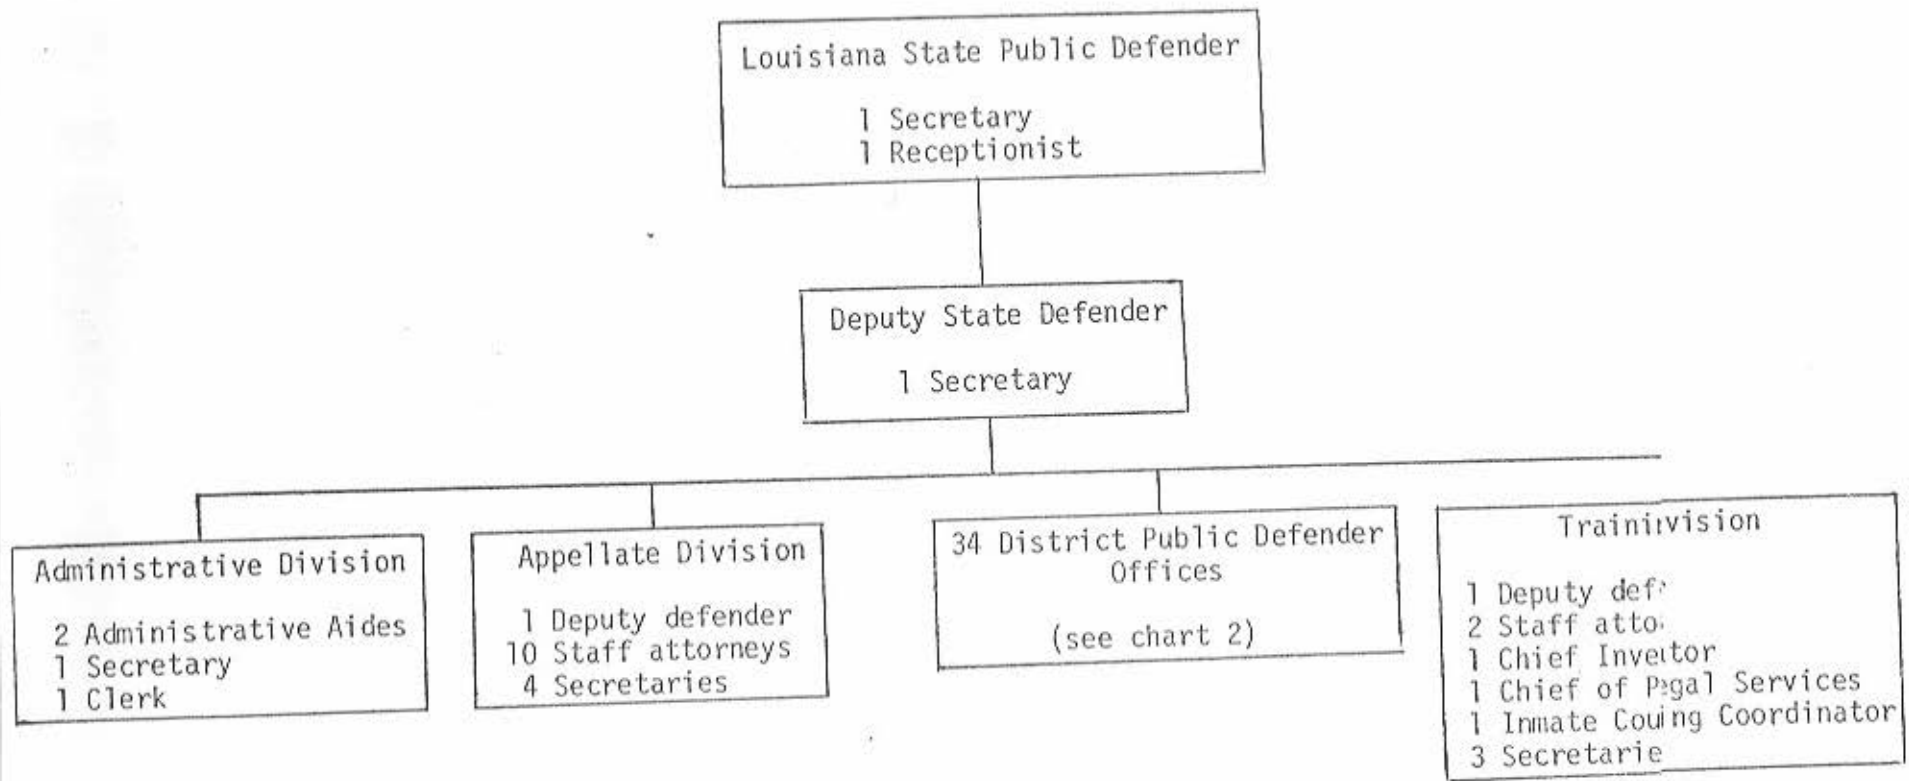 Louisiana State Public Defender
1 Secretary
1 Receptionist
Deputy State Defender
1 Secretary
Administrative Division
2 Administrative Aides
1 Secretary
1 Clerk
Appellate Division
1 Deputy defender
10 Staff attorneys
4 Secretaries
34 District Public Defender
Offices
(see chart 2)
1 Deputy
2 Staff
1 Chief
1 Chief of Services
1 Inmate Coordinator
3